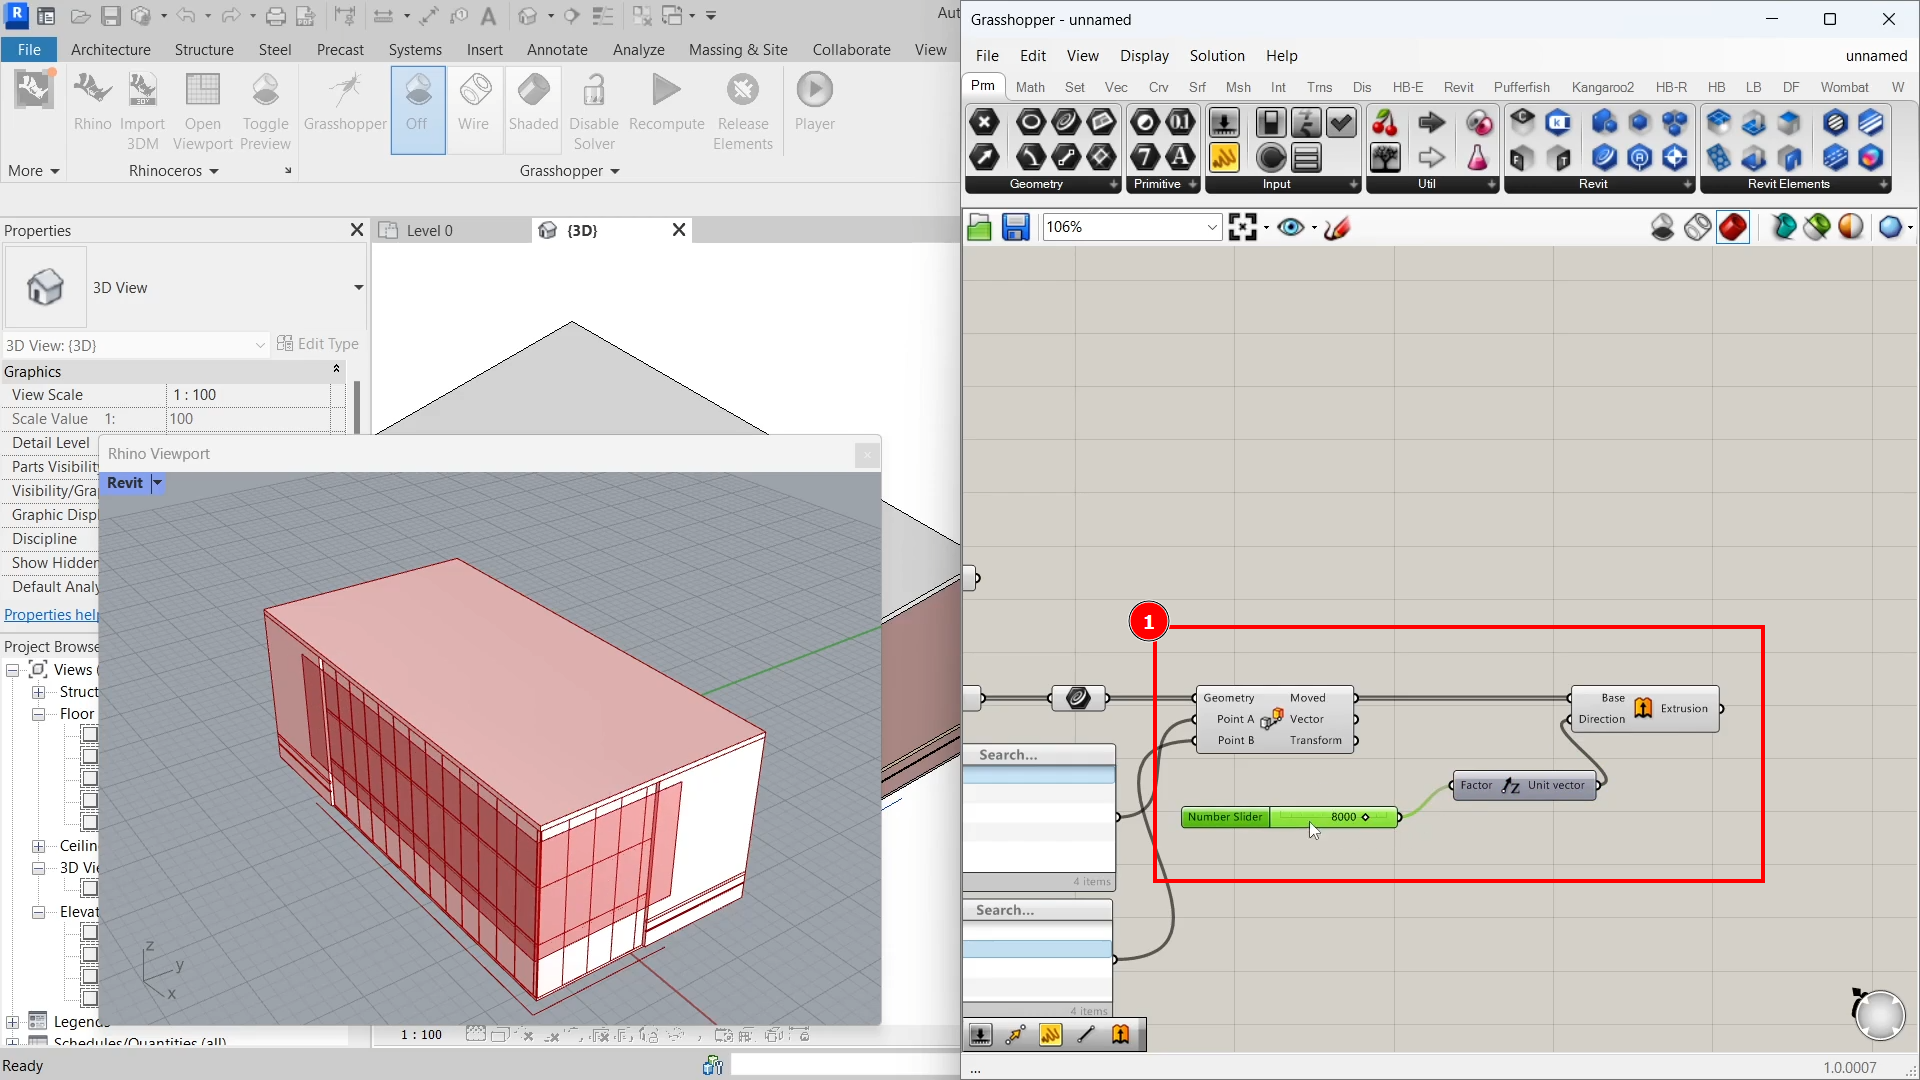 R
File
Architecture
Structure
Steel
Precast
Systems
Insert
Annotate
Analyze
Massing & Site
Collaborate
View
Rhino
Import
3DM
Open
Viewport
Toggle
Preview
Grasshopper
Off
Wire
Shaded
Disable
Solver
Recompute
Release
Elements
Player
More
Rhinoceros
Grasshopper
Properties
Level 0
{3D}
3D View
3D View: {3D}
Edit Type
Graphics
View Scale
1 : 100
Scale Value 1:
100
Detail Level
Parts Visibility
Visibility/Gra
Graphic Displ
Discipline
Show Hidden
Default Analy
Properties help
Project Browse
Views (
Struct
Floor
Ceilin
3D Vie
Elevat
Legends
Schedules/Quantities (all)
Ready
Rhino Viewport
Revit
z
y
x
1 : 100
Grasshopper - unnamed
File
Edit
View
Display
Solution
Help
unnamed
Prm
Math
Set
Vec
Crv
Srf
Msh
Int
Trns
Dis
HB-E
Revit
Pufferfish
Kangaroo2
HB-R
HB
LB
DF
Wombat
W
Geometry
Primitive
Input
Util
Revit
Revit Elements
106%
1
Geometry
Point A
Point B
Moved
Vector
Transform
Base
Direction
Extrusion
Factor
Unit vector
Number Slider
8000
Search...
4 items
Search...
4 items
...
1.0.0007